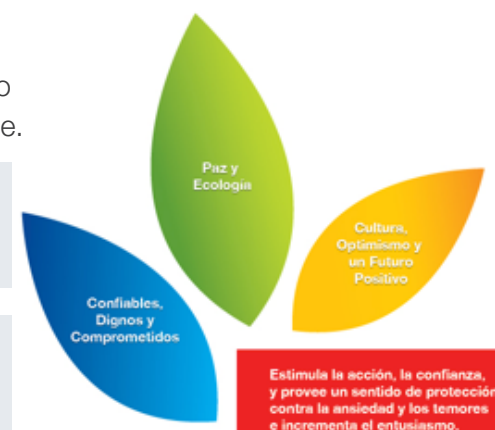 e.
Paz y
Ecología
Cultura,
Optimismo y
un Futuro
Positivo
Confiables,
Dignos y
Comprometidos
Estimula la acción, la confianza,
y provee un sentido de protección
contra la ansiedad y los temores
e incrementa el entusiasmo.